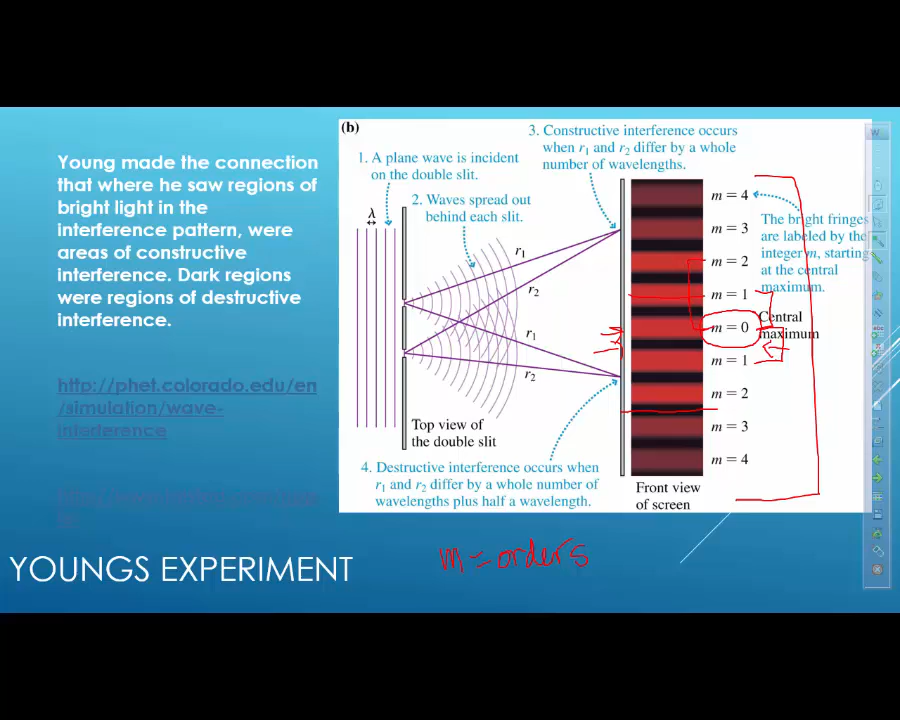 Young made the connection
that where he saw regions of
bright light in the
interference pattern, were
areas of constructive
interference. Dark regions
were regions of destructive
interference.
http://phet.colorado.edu/en
/simulation/wave-
interference
YOUNGS EXPERIMENT
(b)
1. A plane wave is incident
on the double slit.
2. Waves spread out
behind each slit.
3. Constructive interference occurs
when r1 and r2 differ by a whole
number of wavelengths.
λ
r1
r2
r1
r2
Top view of
the double slit
4. Destructive interference occurs when
r1 and r2 differ by a whole number of
wavelengths plus half a wavelength.
m = 4
m = 3
m = 2
m = 1
m = 0
m = 1
m = 2
m = 3
m = 4
The bright fringes
are labeled by the
integer m, starting
at the central
maximum.
Central
maximum
Front view
of screen
m = orders